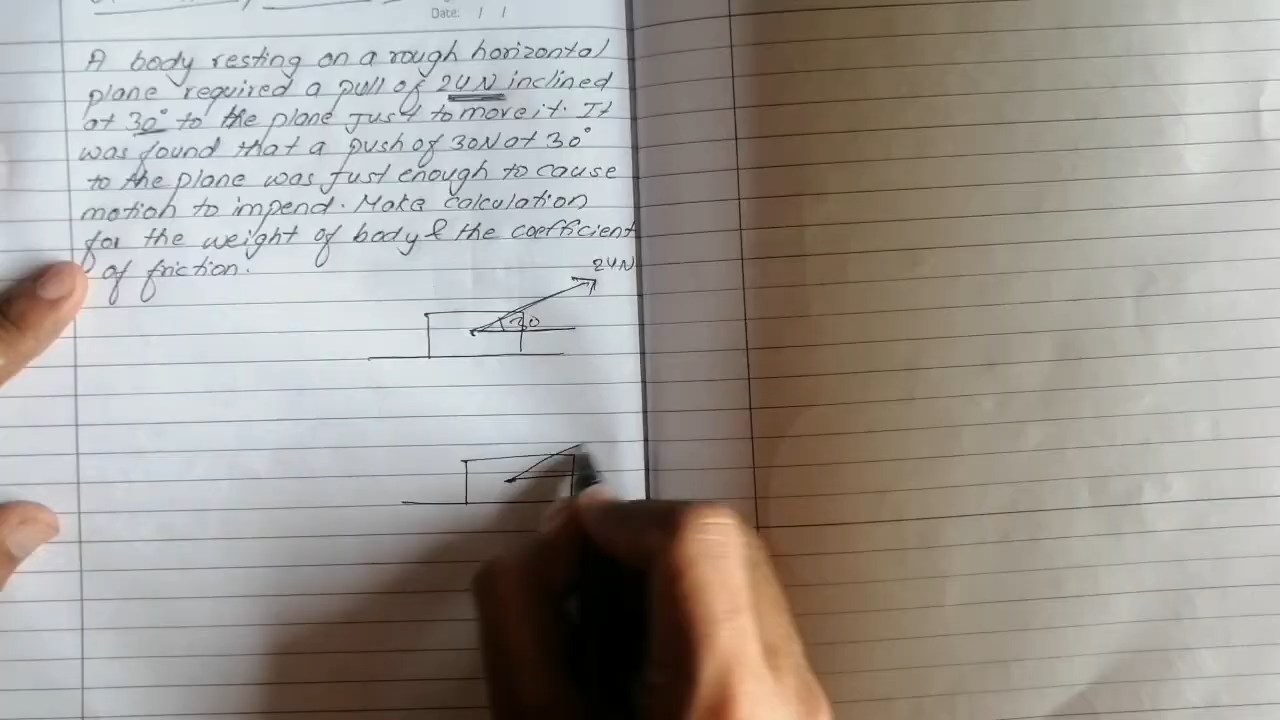 Date: / /
A body resting on a rough horizontal
plane required a pull of 24N inclined
at 30° to the plane Just to move it. It
was found that a push of 30N at 30°
to the plane was just enough to cause
motion to impend. Make calculation
for the weight of body & the coefficient
of friction.
24N
30